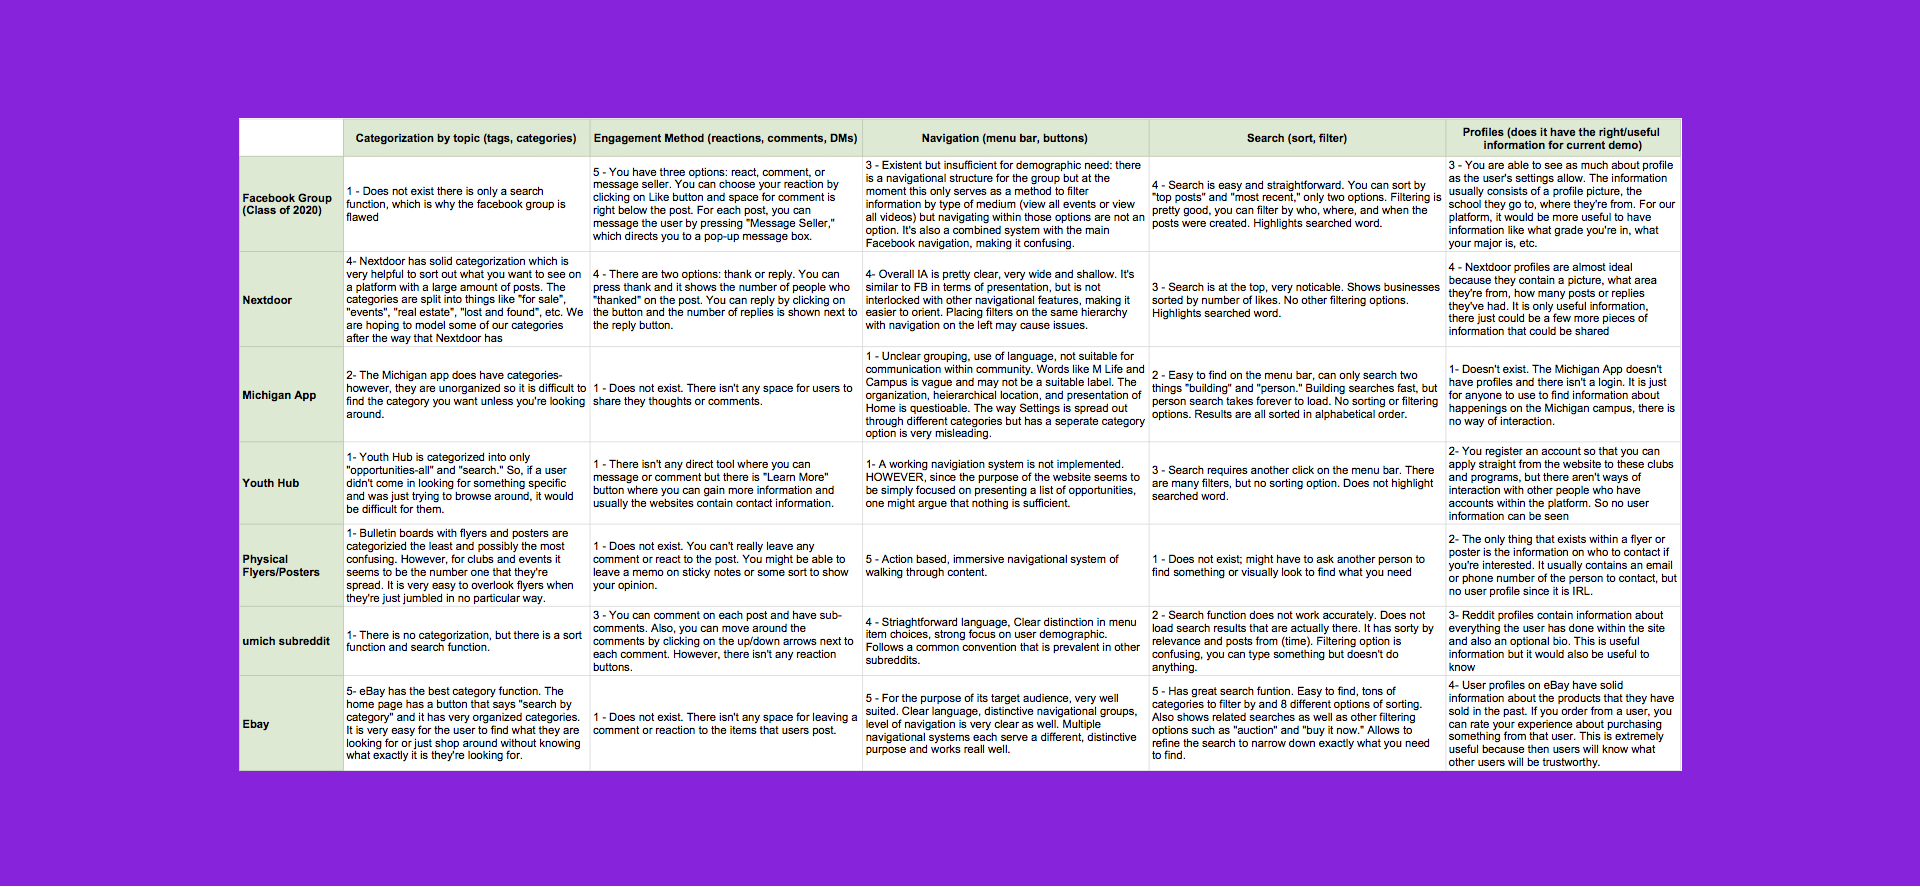 Categorization by topic (tags, categories)
Engagement Method (reactions, comments, DMs)
Navigation (menu bar, buttons)
Search (sort, filter)
Profiles (does it have the right/useful
information for current demo)
Facebook Group
(Class of 2020)
1 - Does not exist there is only a search
function, which is why the facebook group is
flawed
5 - You have three options: react, comment, or
message seller. You can choose your reaction by
clicking on Like button and space for comment is
right below the post. For each post, you can
message the user by pressing "Message Seller,"
which directs you to a pop-up message box.
3 - Existent but insufficient for demographic need: there
is a navigational structure for the group but at the
moment this only serves as a method to filter
information by type of medium (view all events or view
all videos) but navigating within those options are not an
option. It's also a combined system with the main
Facebook navigation, making it confusing.
4 - Search is easy and straightforward. You can sort by
"top posts" and "most recent," only two options. Filtering is
pretty good, you can filter by who, where, and when the
posts were created. Highlights searched word.
3 - You are able to see as much about profile
as the user's settings allow. The information
usually consists of a profile picture, the
school they go to, where they're from. For our
platform, it would be more useful to have
information like what grade you're in, what
your major is, etc.
Nextdoor
4- Nextdoor has solid categorization which is
very helpful to sort out what you want to see on
a platform with a large amount of posts. The
categories are split into things like "for sale",
"events", "real estate", "lost and found", etc. We
are hoping to model some of our categories
after the way that Nextdoor has
4 - There are two options: thank or reply. You can
press thank and it shows the number of people who
"thanked" on the post. You can reply by clicking on
the button and the number of replies is shown next to
the reply button.
4- Overall IA is pretty clear, very wide and shallow. It's
similar to FB in terms of presentation, but is not
interlocked with other navigational features, making it
easier to orient. Placing filters on the same hierarchy
with navigation on the left may cause issues.
3 - Search is at the top, very noticable. Shows businesses
sorted by number of likes. No other filtering options.
Highlights searched word.
4 - Nextdoor profiles are almost ideal
because they contain a picture, what area
they're from, how many posts or replies
they've had. It is only useful information,
there just could be a few more pieces of
information that could be shared
Michigan App
2- The Michigan app does have categories-
however, they are unorganized so it is difficult to
find the category you want unless you're looking
around.
1 - Does not exist. There isn't any space for users to
share they thoughts or comments.
1 - Unclear grouping, use of language, not suitable for
communication within community. Words like M Life and
Campus is vague and may not be a suitable label. The
organization, heierarchical location, and presentation of
Home is questioable. The way Settings is spread out
through different categories but has a seperate category
option is very misleading.
2 - Easy to find on the menu bar, can only search two
things "building" and "person." Building searches fast, but
person search takes forever to load. No sorting or filtering
options. Results are all sorted in alphabetical order.
1- Doesn't exist. The Michigan App doesn't
have profiles and there isn't a login. It is just
for anyone to use to find information about
happenings on the Michigan campus, there is
no way of interaction.
Youth Hub
1- Youth Hub is categorized into only
"opportunities-all" and "search." So, if a user
didn't come in looking for something specific
and was just trying to browse around, it would
be difficult for them.
1 - There isn't any direct tool where you can
message or comment but there is "Learn More"
button where you can gain more information and
usually the websites contain contact information.
1- A working navigiation system is not implemented.
HOWEVER, since the purpose of the website seems to
be simply focused on presenting a list of opportunities,
one might argue that nothing is sufficient.
3 - Search requires another click on the menu bar. There
are many filters, but no sorting option. Does not highlight
searched word.
2- You register an account so that you can
apply straight from the website to these clubs
and programs, but there aren't ways of
interaction with other people who have
accounts within the platform. So no user
information can be seen
Physical
Flyers/Posters
1- Bulletin boards with flyers and posters are
categorizied the least and possibly the most
confusing. However, for clubs and events it
seems to be the number one that they're
spread. It is very easy to overlook flyers when
they're just jumbled in no particular way.
1 - Does not exist. You can't really leave any
comment or react to the post. You might be able to
leave a memo on sticky notes or some sort to show
your opinion.
5 - Action based, immersive navigational system of
walking through content.
1 - Does not exist; might have to ask another person to
find something or visually look to find what you need
2- The only thing that exists within a flyer or
poster is the information on who to contact if
you're interested. It usually contains an email
or phone number of the person to contact, but
no user profile since it is IRL.
umich subreddit
1- There is no categorization, but there is a sort
function and search function.
3 - You can comment on each post and have sub-
comments. Also, you can move around the
comments by clicking on the up/down arrows next to
each comment. However, there isn't any reaction
buttons.
4 - Striaghtforward language, Clear distinction in menu
item choices, strong focus on user demographic.
Follows a common convention that is prevalent in other
subreddits.
2 - Search function does not work accurately. Does not
load search results that are actually there. It has sorty by
relevance and posts from (time). Filtering option is
confusing, you can type something but doesn't do
anything.
3- Reddit profiles contain information about
everything the user has done within the site
and also an optional bio. This is useful
information but it would also be useful to
know
Ebay
5- eBay has the best category function. The
home page has a button that says "search by
category" and it has very organized categories.
It is very easy for the user to find what they are
looking for or just shop around without knowing
what exactly it is they're looking for.
1 - Does not exist. There isn't any space for leaving a
comment or reaction to the items that users post.
5 - For the purpose of its target audience, very well
suited. Clear language, distinctive navigational groups,
level of navigation is very clear as well. Multiple
navigational systems each serve a different, distinctive
purpose and works reall well.
5 - Has great search funtion. Easy to find, tons of
categories to filter by and 8 different options of sorting.
Also shows related searches as well as other filtering
options such as "auction" and "buy it now." Allows to
refine the search to narrow down exactly what you need
to find.
4- User profiles on eBay have solid
information about the products that they have
sold in the past. If you order from a user, you
can rate your experience about purchasing
something from that user. This is extremely
useful because then users will know what
other users will be trustworthy.